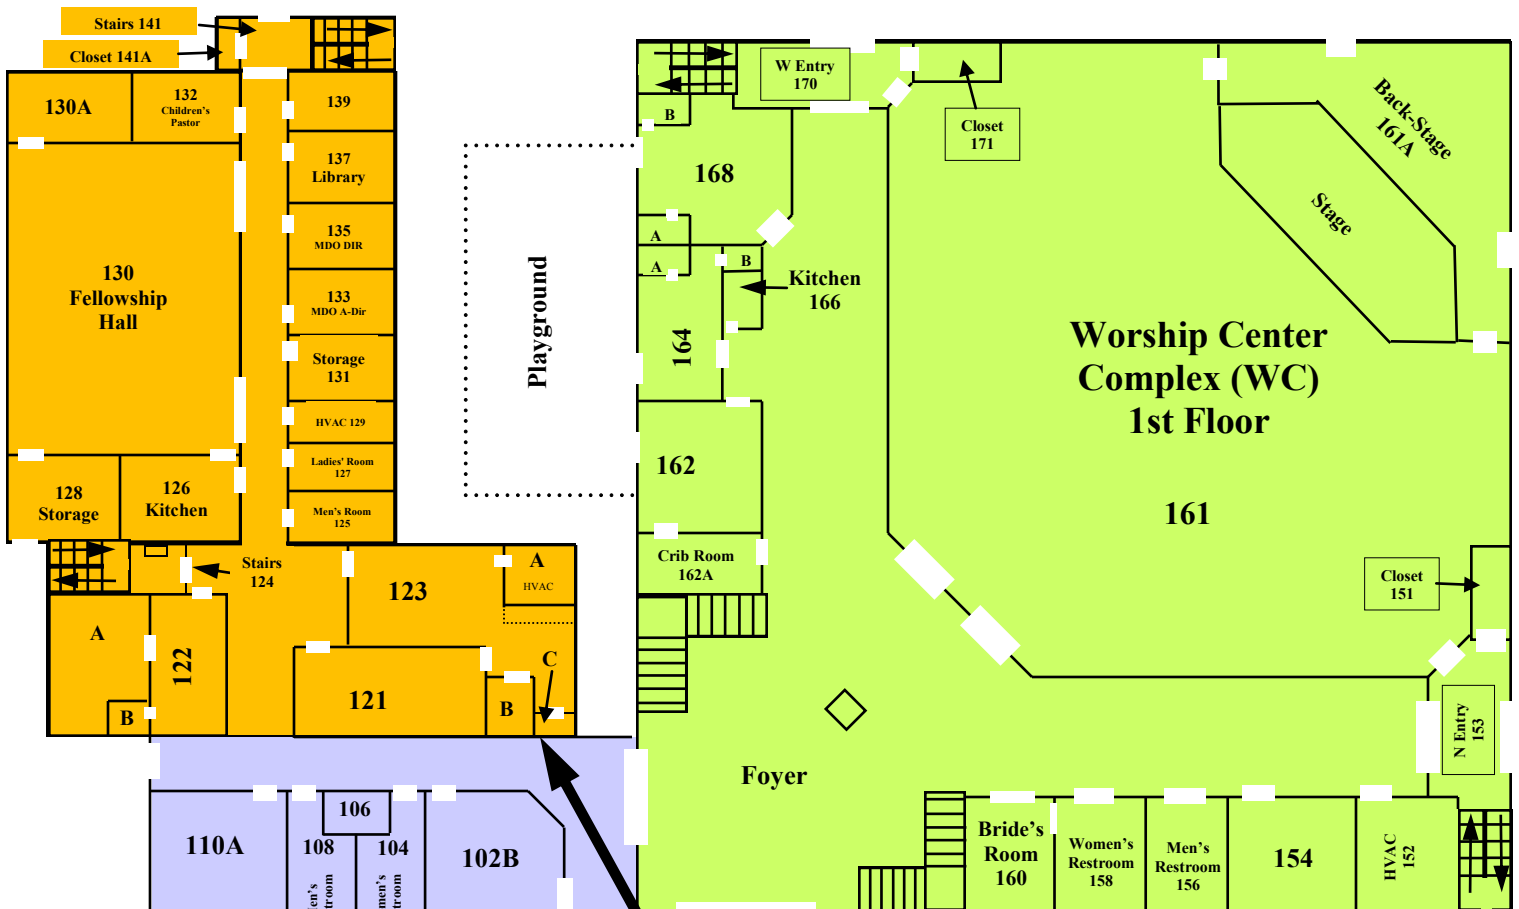 Stairs 141
Closet 141A
130A
132
Children's
Pastor
139
137
Library
135
MDO DIR
133
MDO A-Dir
Storage
131
HVAC 129
Ladies' Room
127
Men's Room
125
130
Fellowship
Hall
128
Storage
126
Kitchen
Stairs
124
A
122
B
123
A
HVAC
121
B
C
Playground
110A
106
108
104
102B
W Entry
170
B
168
A
A
B
Kitchen
166
164
162
Crib Room
162A
Closet
171
Back-Stage
161A
Stage
Worship Center
Complex (WC)
1st Floor
161
Closet
151
N Entry
153
Foyer
Bride's
Room
160
Women's
Restroom
158
Men's
Restroom
156
154
HVAC
152